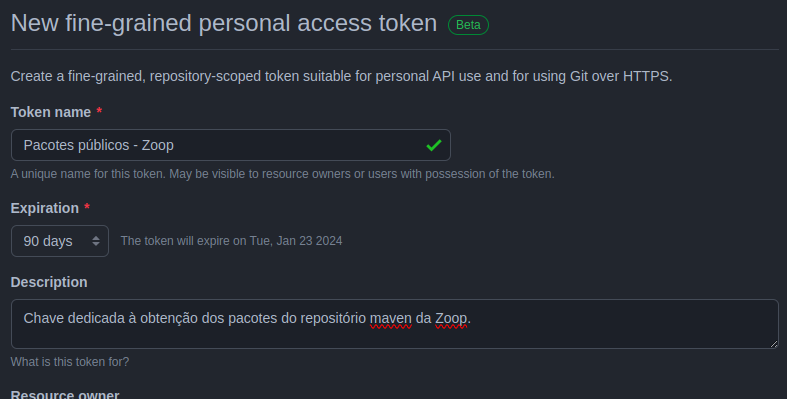 New fine-grained personal access token Beta
Create a fine-grained, repository-scoped token suitable for personal API use and for using Git over HTTPS.
Token name *
Pacotes públicos - Zoop
A unique name for this token. May be visible to resource owners or users with possession of the token.
Expiration *
90 days The token will expire on Tue, Jan 23 2024
Description
Chave dedicada à obtenção dos pacotes do repositório maven da Zoop.
What is this token for?
Resource owner